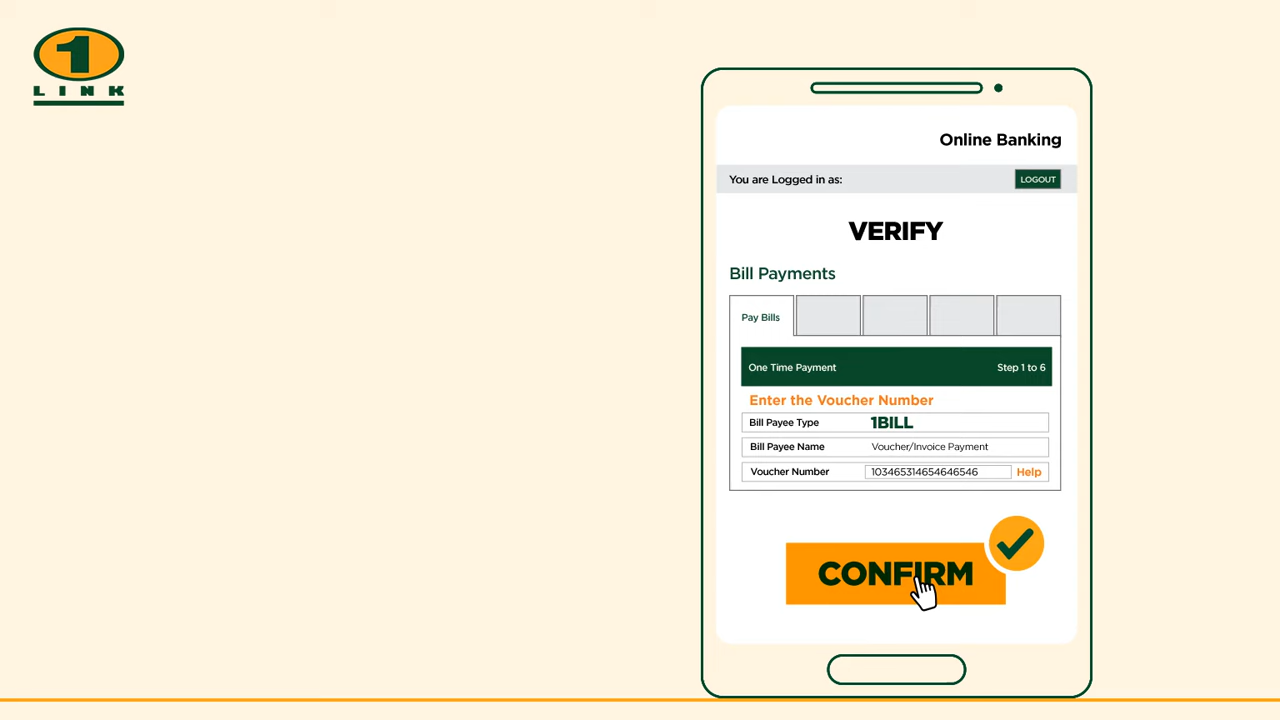 1
LINK
Online Banking
You are Logged in as: LOGOUT
VERIFY
Bill Payments
Pay Bills
One Time Payment Step 1 to 6
Enter the Voucher Number
Bill Payee Type 1BILL
Bill Payee Name Voucher/Invoice Payment
Voucher Number 103465314654646546 Help
CONFIRM